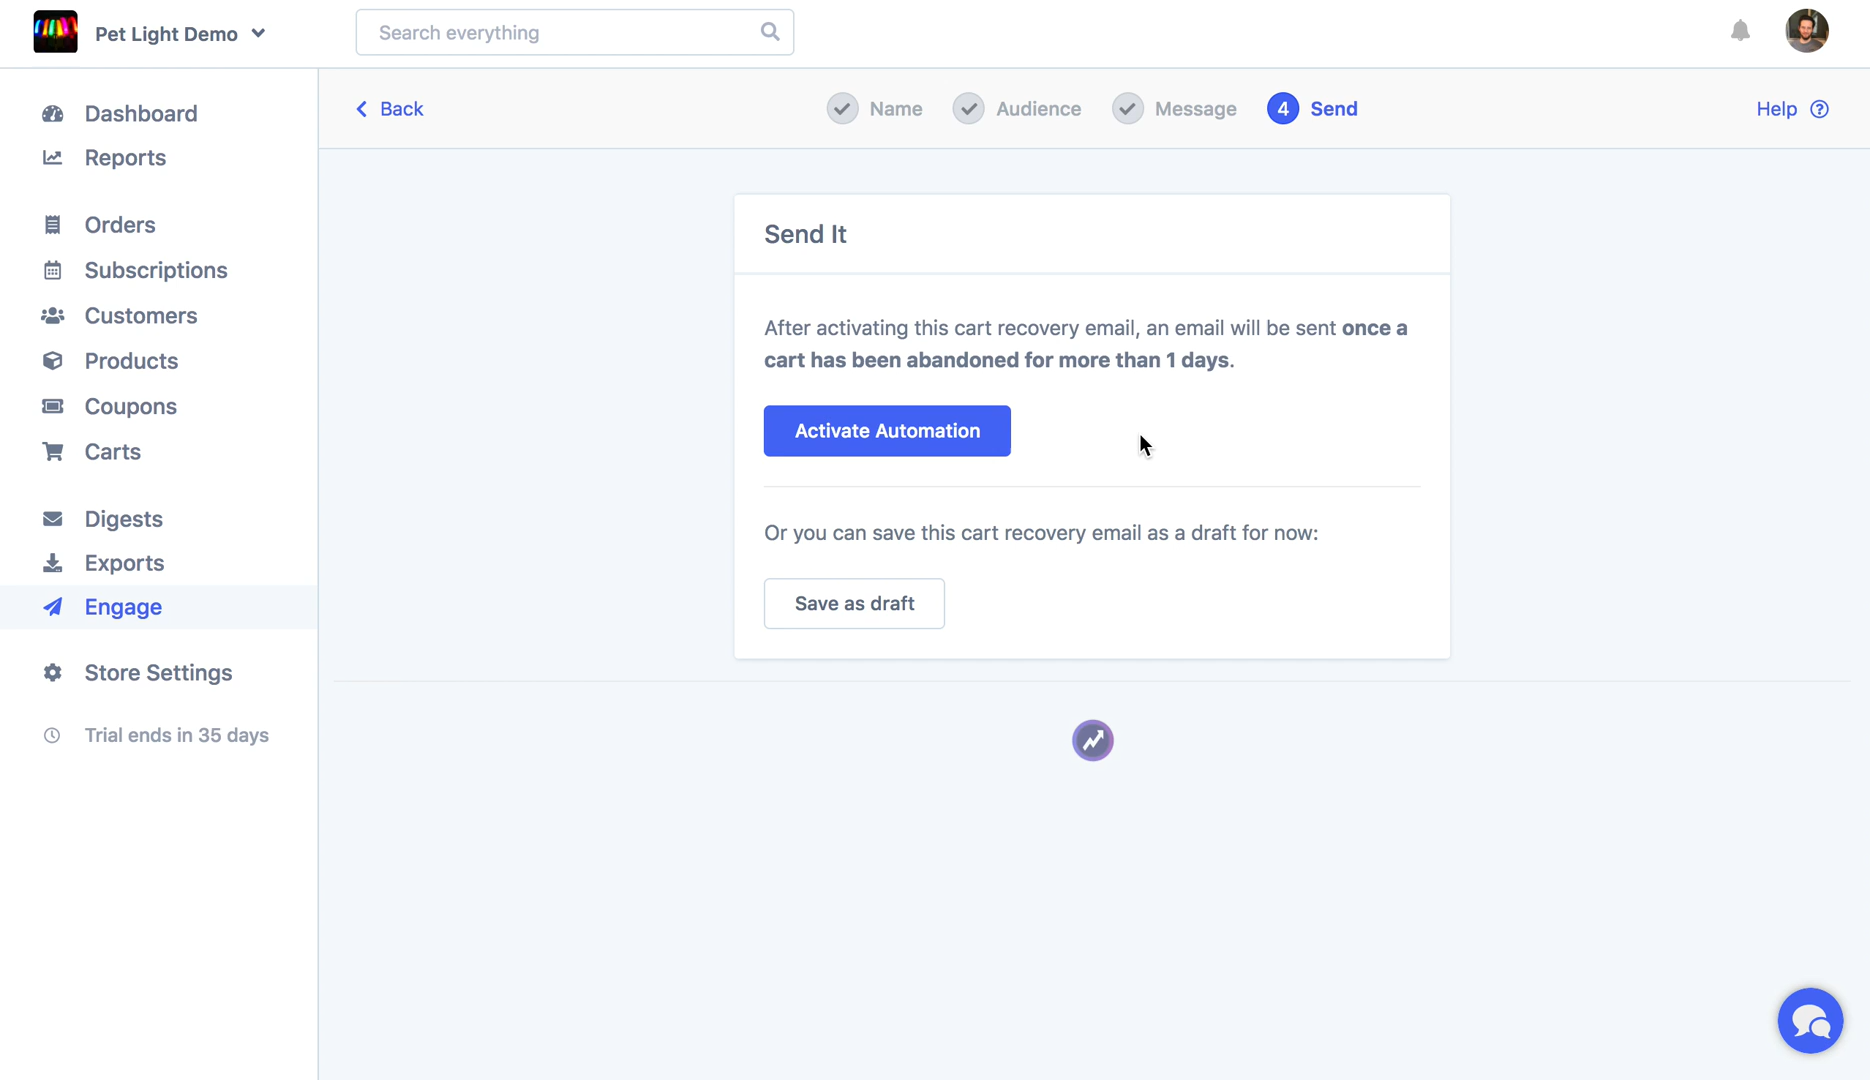 Pet Light Demo
Search everything
Dashboard
Reports
Orders
Subscriptions
Customers
Products
Coupons
Carts
Digests
Exports
Engage
Store Settings
Trial ends in 35 days
Back
Name
Audience
Message
4 Send
Help ?
Send It
After activating this cart recovery email, an email will be sent once a
cart has been abandoned for more than 1 days.
Activate Automation
Or you can save this cart recovery email as a draft for now:
Save as draft